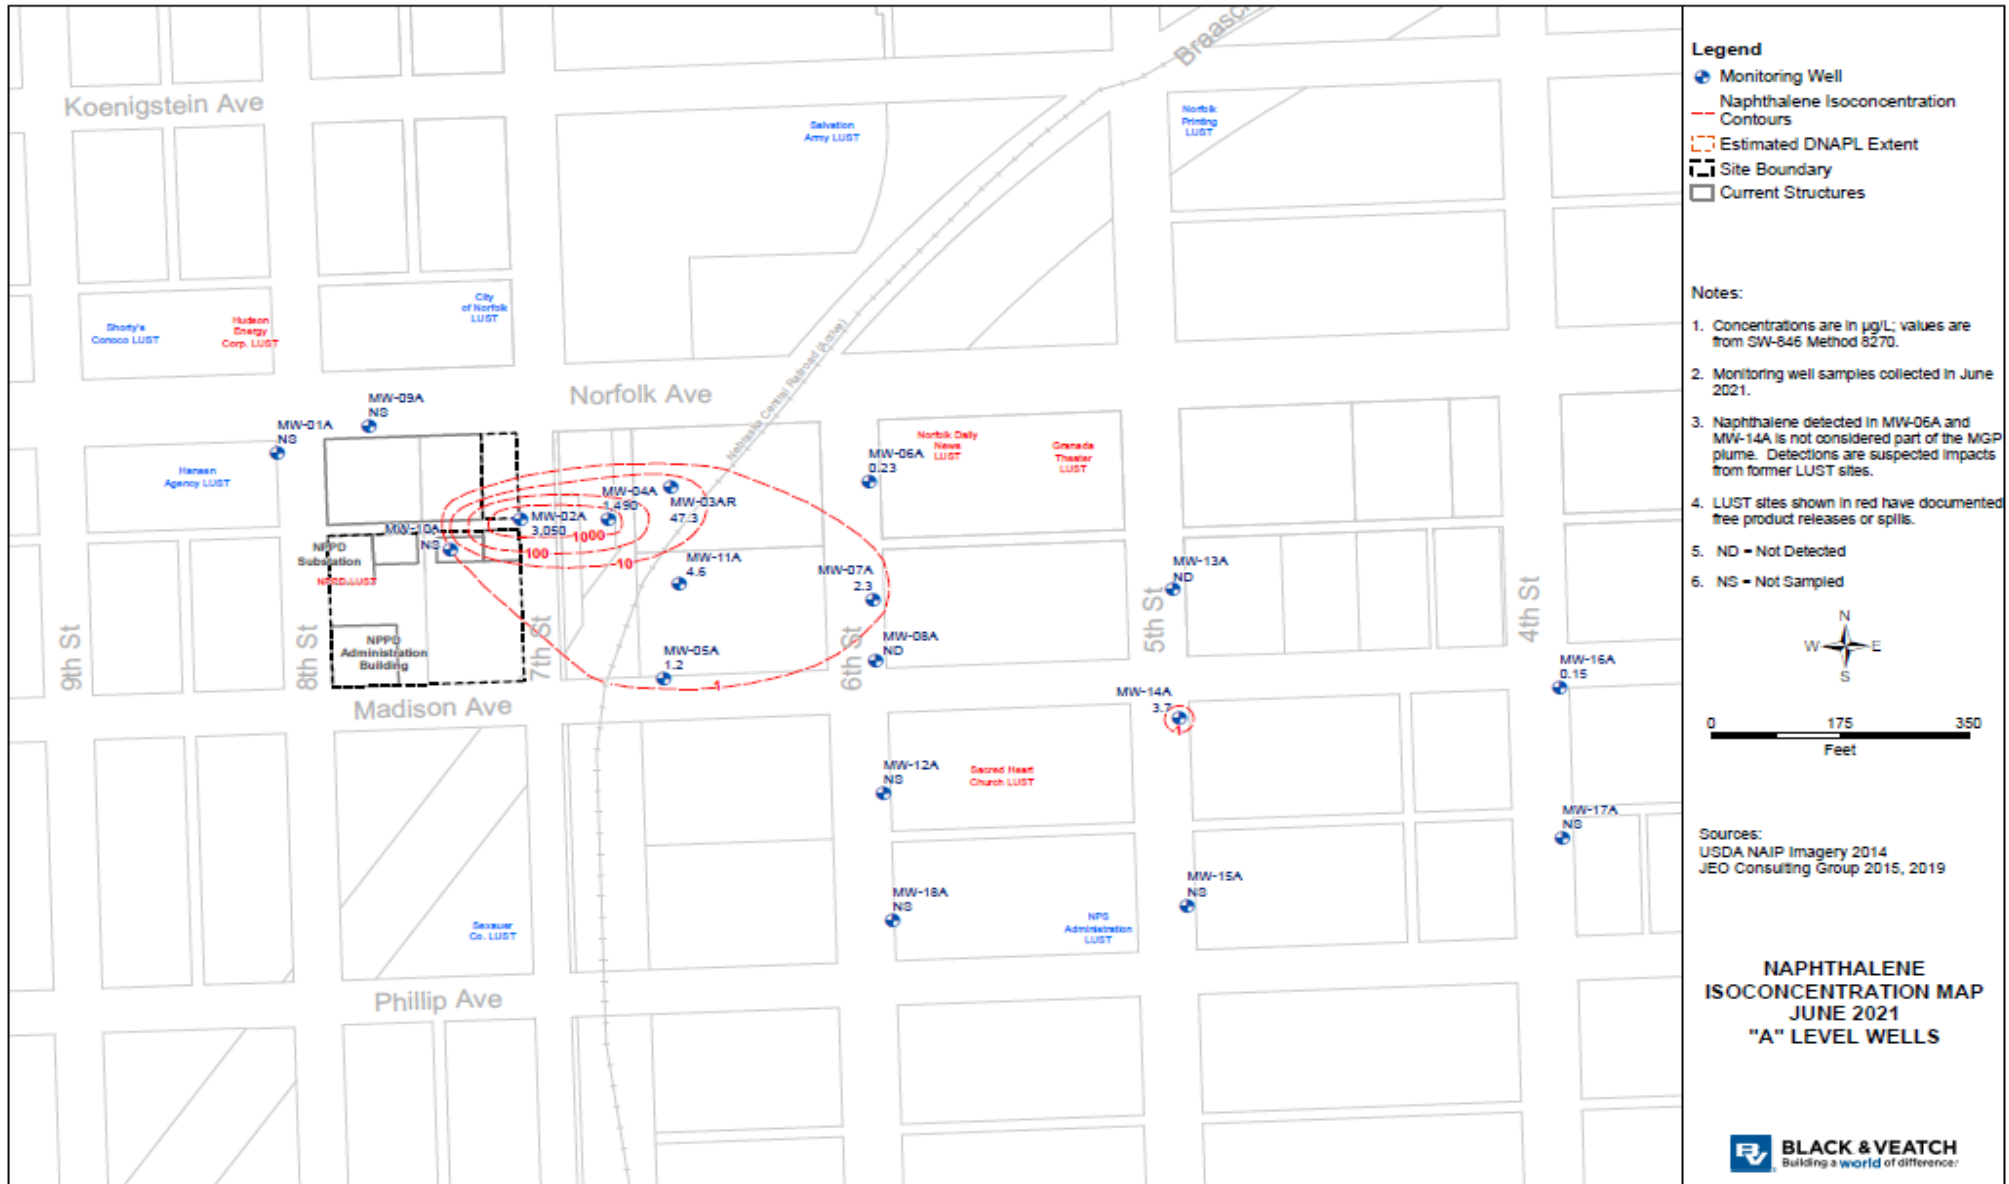 Koenigstein Ave
Salvation
Army LUST
Norfolk
Printing
LUST
City
of Norfolk
LUST
Shorty's
Conoco LUST
Hudson
Energy
Corp. LUST
Nebraska Central Railroad (Active)
Norfolk Ave
MW-09A
NS
MW-01A
NS
Hansen
Agency LUST
MW-04A
1,490
MW-03AR
47.3
MW-02A
3,050
1000
100
10
MW-10A
NS
NPPD
Substation
NPPD LUST
MW-11A
4.6
MW-06A
0.23
Norfolk Daily
News
LUST
Granada
Theater
LUST
MW-07A
2.3
MW-13A
ND
MW-08A
ND
MW-05A
1.2
1
NPPD
Administration
Building
9th St
8th St
7th St
6th St
5th St
4th St
Madison Ave
MW-14A
3.7
1
MW-16A
0.15
MW-12A
NS
Sacred Heart
Church LUST
MW-17A
NS
MW-18A
NS
MW-15A
NS
NPS
Administration
LUST
Sexauer
Co. LUST
Phillip Ave
Legend
Monitoring Well
Naphthalene Isoconcentration
Contours
Estimated DNAPL Extent
Site Boundary
Current Structures
Notes:
1. Concentrations are in µg/L; values are
from SW-846 Method 8270.
2. Monitoring well samples collected in June
2021.
3. Naphthalene detected in MW-06A and
MW-14A is not considered part of the MGP
plume. Detections are suspected impacts
from former LUST sites.
4. LUST sites shown in red have documented
free product releases or spills.
5. ND = Not Detected
6. NS = Not Sampled
N
W E
S
0 175 350
Feet
Sources:
USDA NAIP Imagery 2014
JEO Consulting Group 2015, 2019
NAPHTHALENE
ISOCONCENTRATION MAP
JUNE 2021
"A" LEVEL WELLS
BV
BLACK & VEATCH
Building a world of difference.